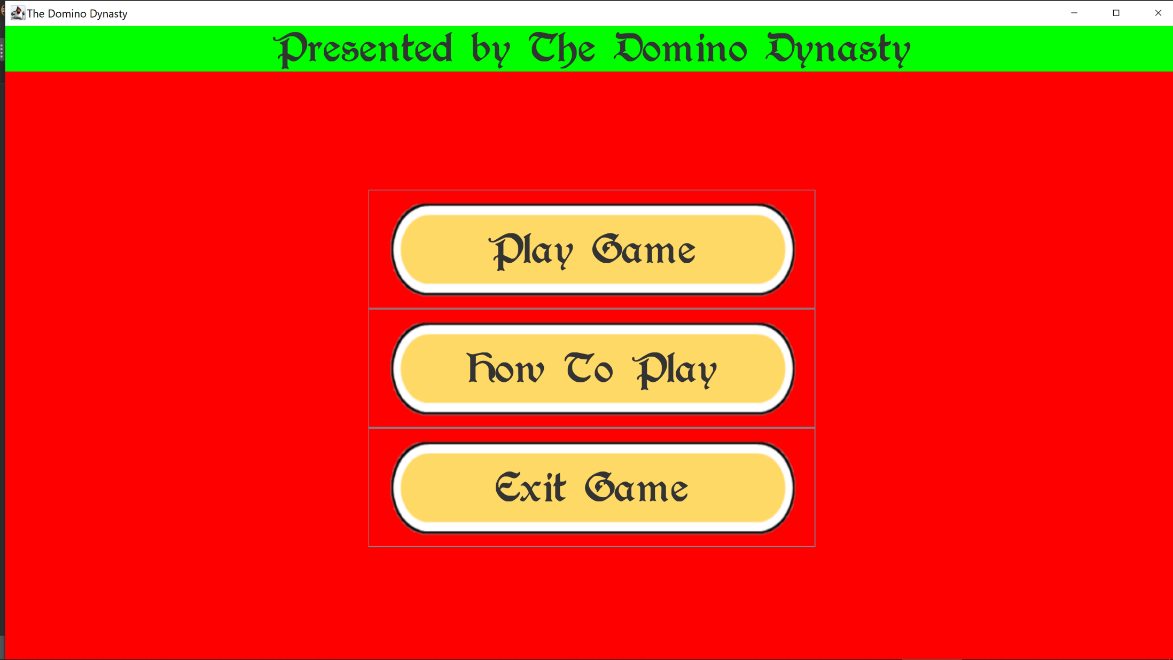 The Domino Dynasty
Presented by The Domino Dynasty
Play Game
How To Play
Exit Game